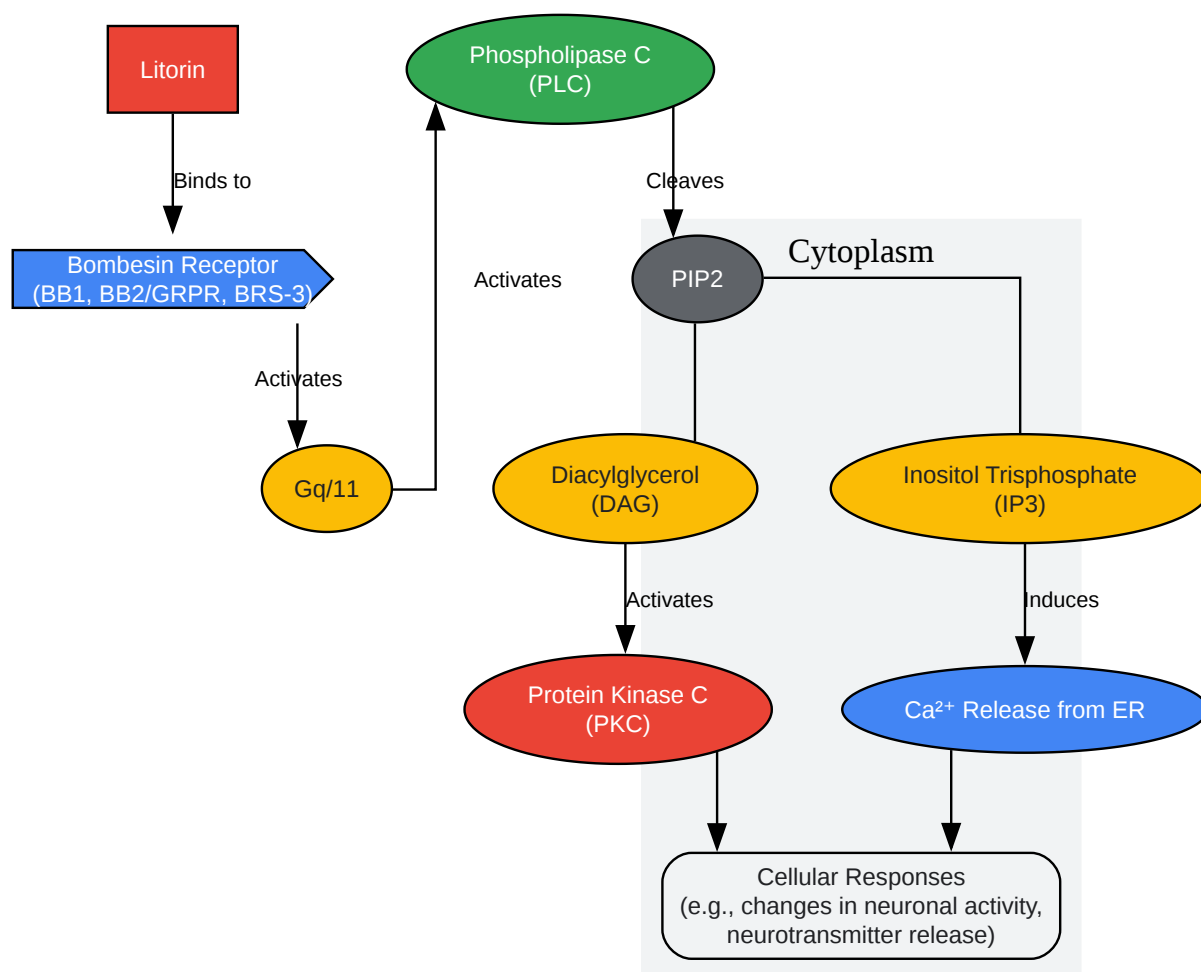 Litorin
Phospholipase C
(PLC)
Binds to
Cleaves
Bombesin Receptor
(BB1, BB2/GRPR, BRS-3)
Cytoplasm
PIP2
Activates
Activates
Gq/11
Diacylglycerol
(DAG)
Inositol Trisphosphate
(IP3)
Activates
Induces
Protein Kinase C
(PKC)
Ca²⁺ Release from ER
Cellular Responses
(e.g., changes in neuronal activity,
neurotransmitter release)